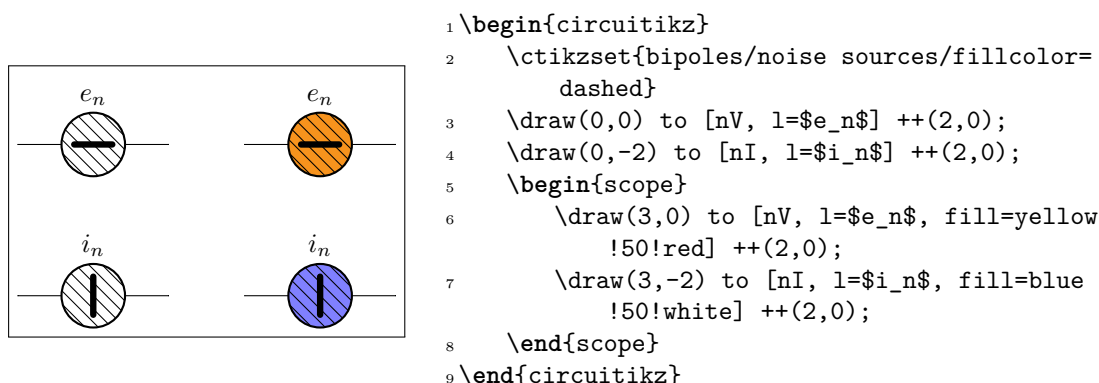 e_n e_n
i_n i_n
1 \begin{circuitikz}
2 \ctikzset{bipoles/noise sources/fillcolor=
dashed}
3 \draw(0,0) to [nV, l=$e_n$] ++(2,0);
4 \draw(0,-2) to [nI, l=$i_n$] ++(2,0);
5 \begin{scope}
6 \draw(3,0) to [nV, l=$e_n$, fill=yellow
!50!red] ++(2,0);
7 \draw(3,-2) to [nI, l=$i_n$, fill=blue
!50!white] ++(2,0);
8 \end{scope}
9 \end{circuitikz}